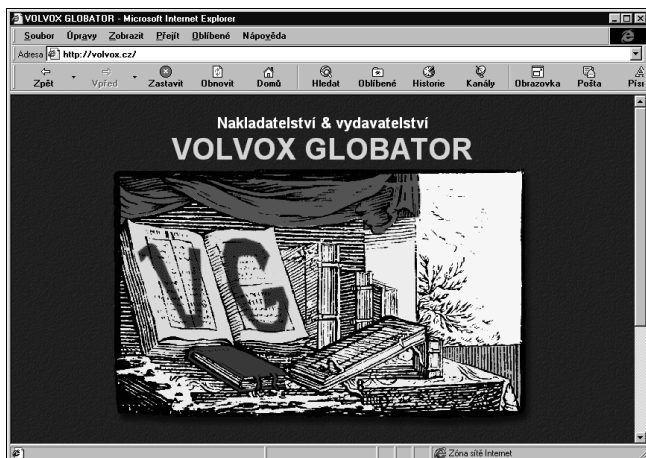 VOLVOX GLOBATOR - Microsoft Internet Explorer
Soubor Úpravy Zobrazit Přejít Oblíbené Nápověda
Adresa http://volvox.cz/
Zpět Vpřed Zastavit Obnovit Domů Hledat Oblíbené Historie Kanály Obrazovka Pošta
Nakladatelství & vydavatelství
VOLVOX GLOBATOR
VG
Zóna sítě Internet